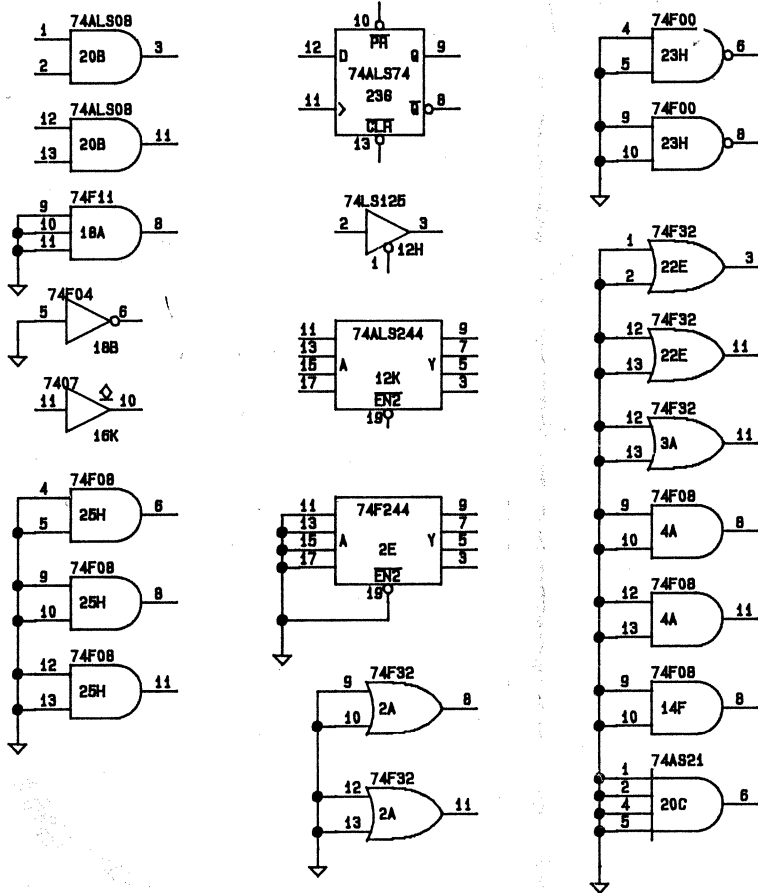 74ALS08
1
2
20B
3
74ALS08
12
13
20B
11
74F11
9
10
11
18A
8
74F04
5
6
18B
7407
11
10
16K
74F08
4
5
25H
6
74F08
9
10
25H
8
74F08
12
13
25H
11
10
PR
12
D
Q
9
74ALS74
23G
11
Q
8
CLR
13
74LS125
2
3
12H
1
74ALS244
11
13
15
17
A
Y
9
7
5
3
12K
EN2
19
74F244
11
13
15
17
A
Y
9
7
5
3
2E
EN2
19
74F32
9
10
2A
8
74F32
12
13
2A
11
74F00
4
5
23H
6
74F00
9
10
23H
8
74F32
1
2
22E
3
74F32
12
13
22E
11
74F32
12
13
3A
11
74F08
9
10
4A
8
74F08
12
13
4A
11
74F08
9
10
14F
8
74AS21
1
2
4
5
20C
6